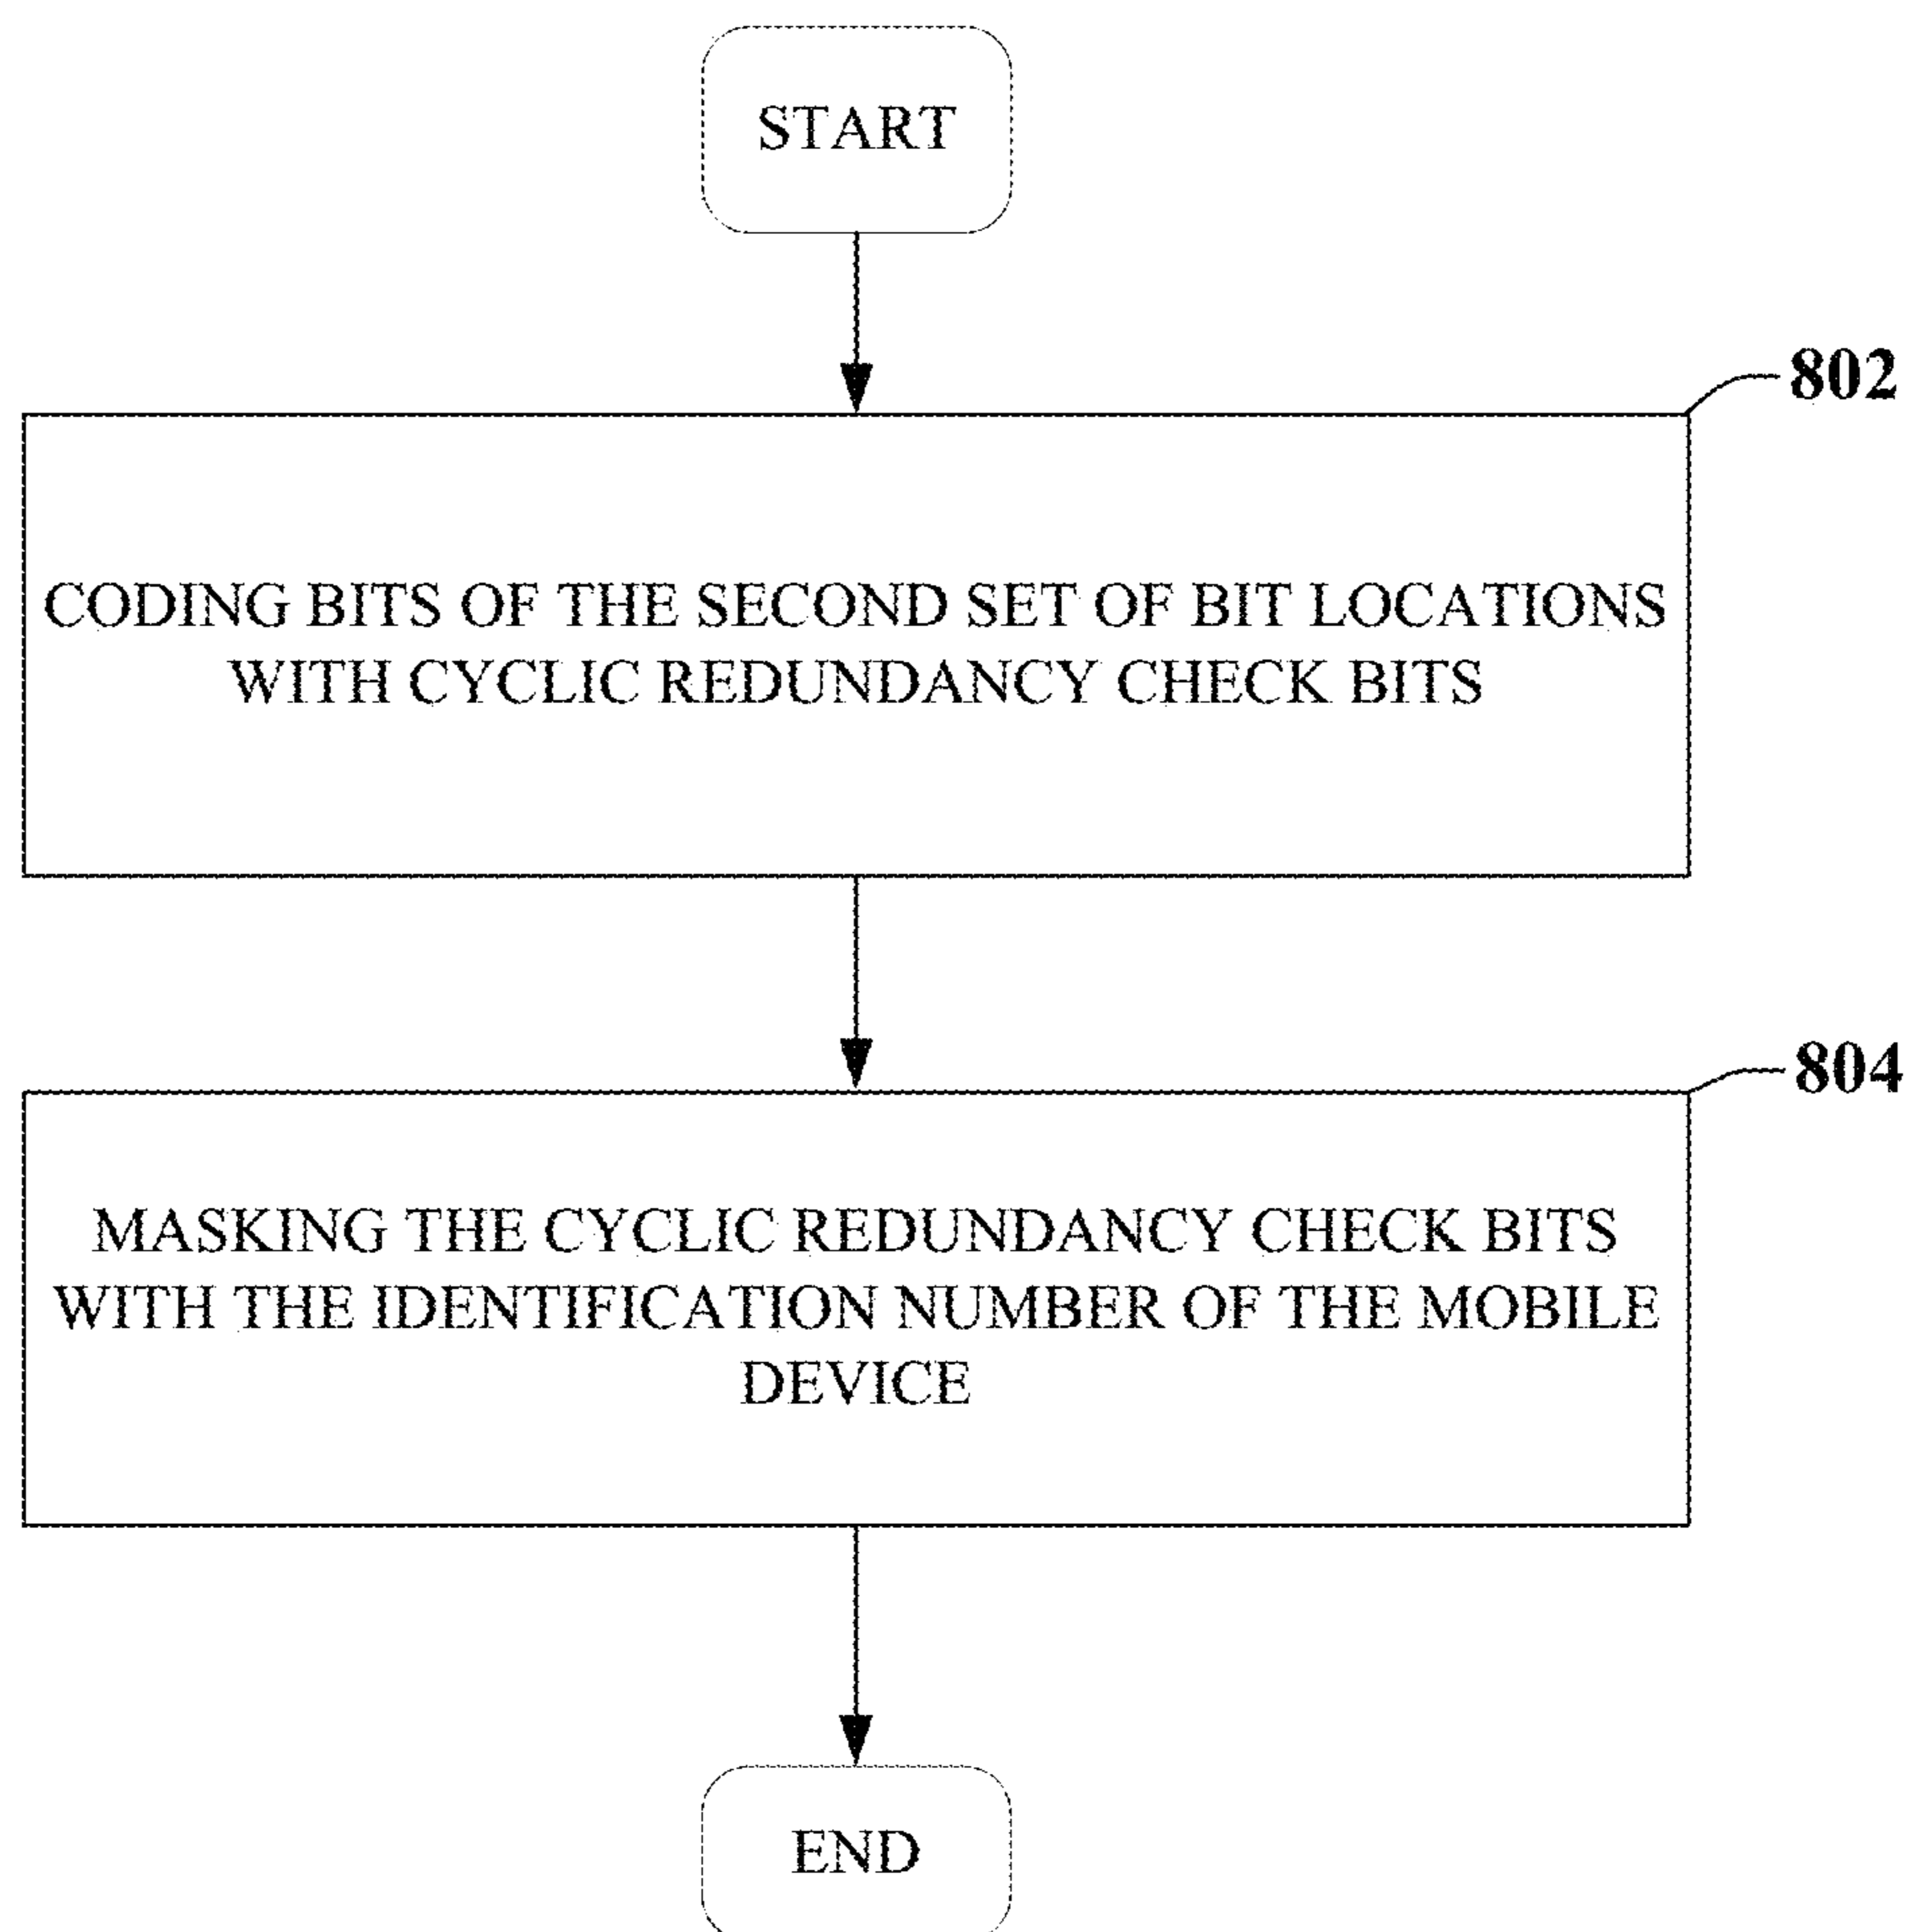 START
802
CODING BITS OF THE SECOND SET OF BIT LOCATIONS
WITH CYCLIC REDUNDANCY CHECK BITS
804
MASKING THE CYCLIC REDUNDANCY CHECK BITS
WITH THE IDENTIFICATION NUMBER OF THE MOBILE
DEVICE
END